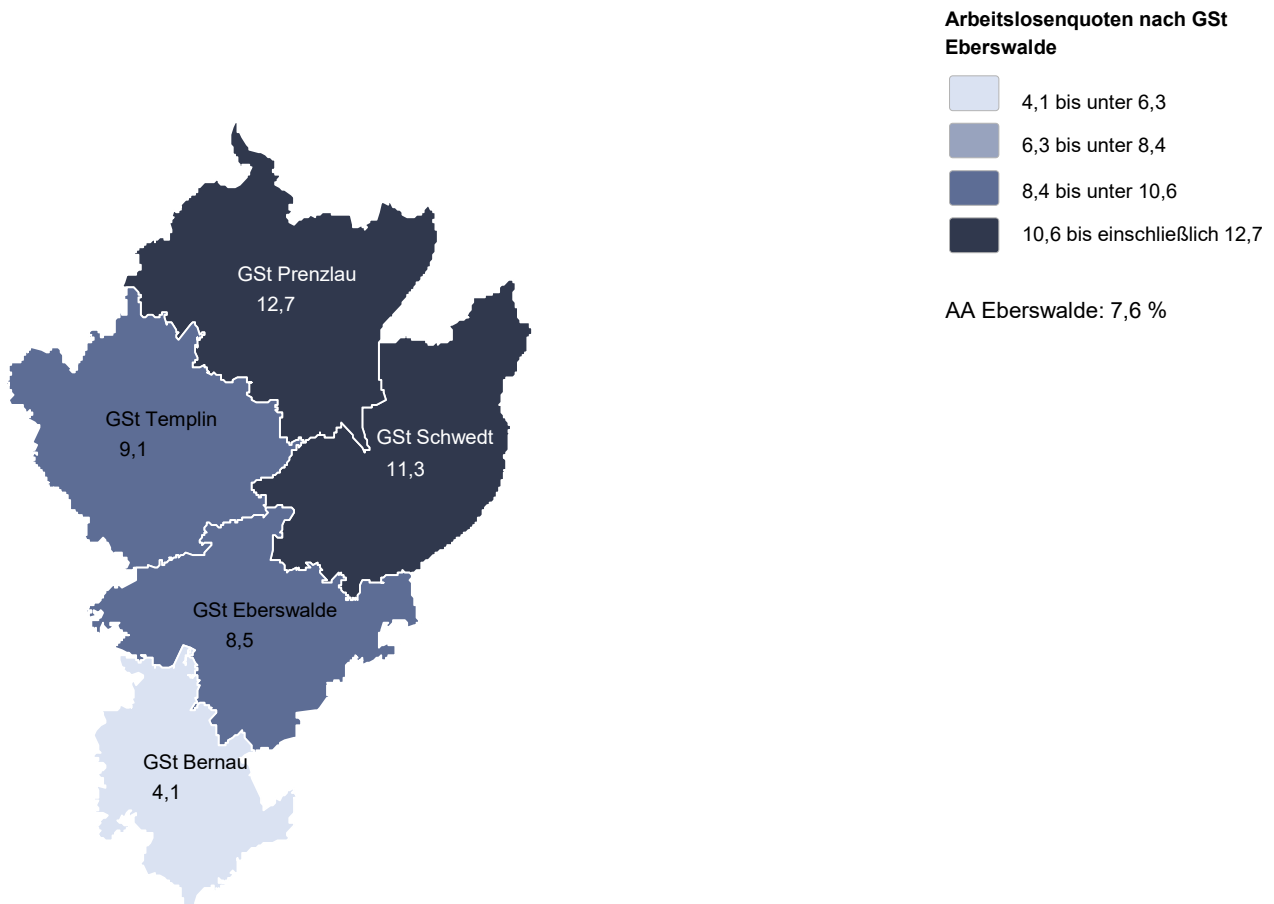 Arbeitslosenquoten nach GSt
Eberswalde
4,1 bis unter 6,3
6,3 bis unter 8,4
8,4 bis unter 10,6
10,6 bis einschließlich 12,7
AA Eberswalde: 7,6 %
GSt Prenzlau
12,7
GSt Templin
9,1
GSt Schwedt
11,3
GSt Eberswalde
8,5
GSt Bernau
4,1